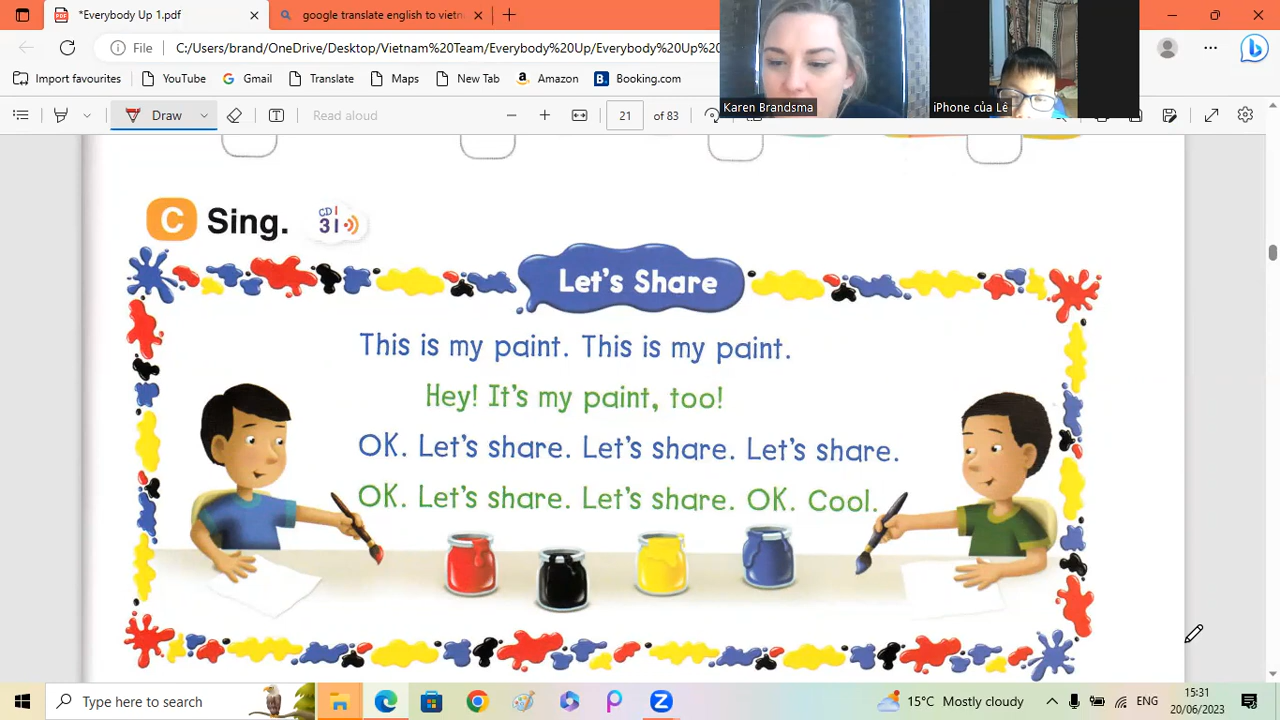 *Everybody Up 1.pdf
google translate english to vietn
File
C:/Users/brand/OneDrive/Desktop/Vietnam%20Team/Everybody%20Up/Everybody%20Up%20
Karen Brandsma
iPhone của Lê
Import favourites
YouTube
Gmail
Translate
Maps
New Tab
Amazon
Booking.com
Draw
Read aloud
21
of 83
C Sing.
CD1
31
Let's Share
This is my paint. This is my paint.
Hey! It's my paint, too!
OK. Let's share. Let's share. Let's share.
OK. Let's share. Let's share. OK. Cool.
Type here to search
15°C Mostly cloudy
ENG
15:31
20/06/2023